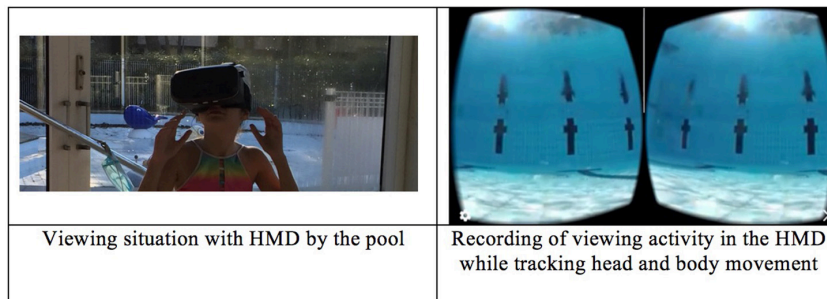 Viewing situation with HMD by the pool
Recording of viewing activity in the HMD
while tracking head and body movement